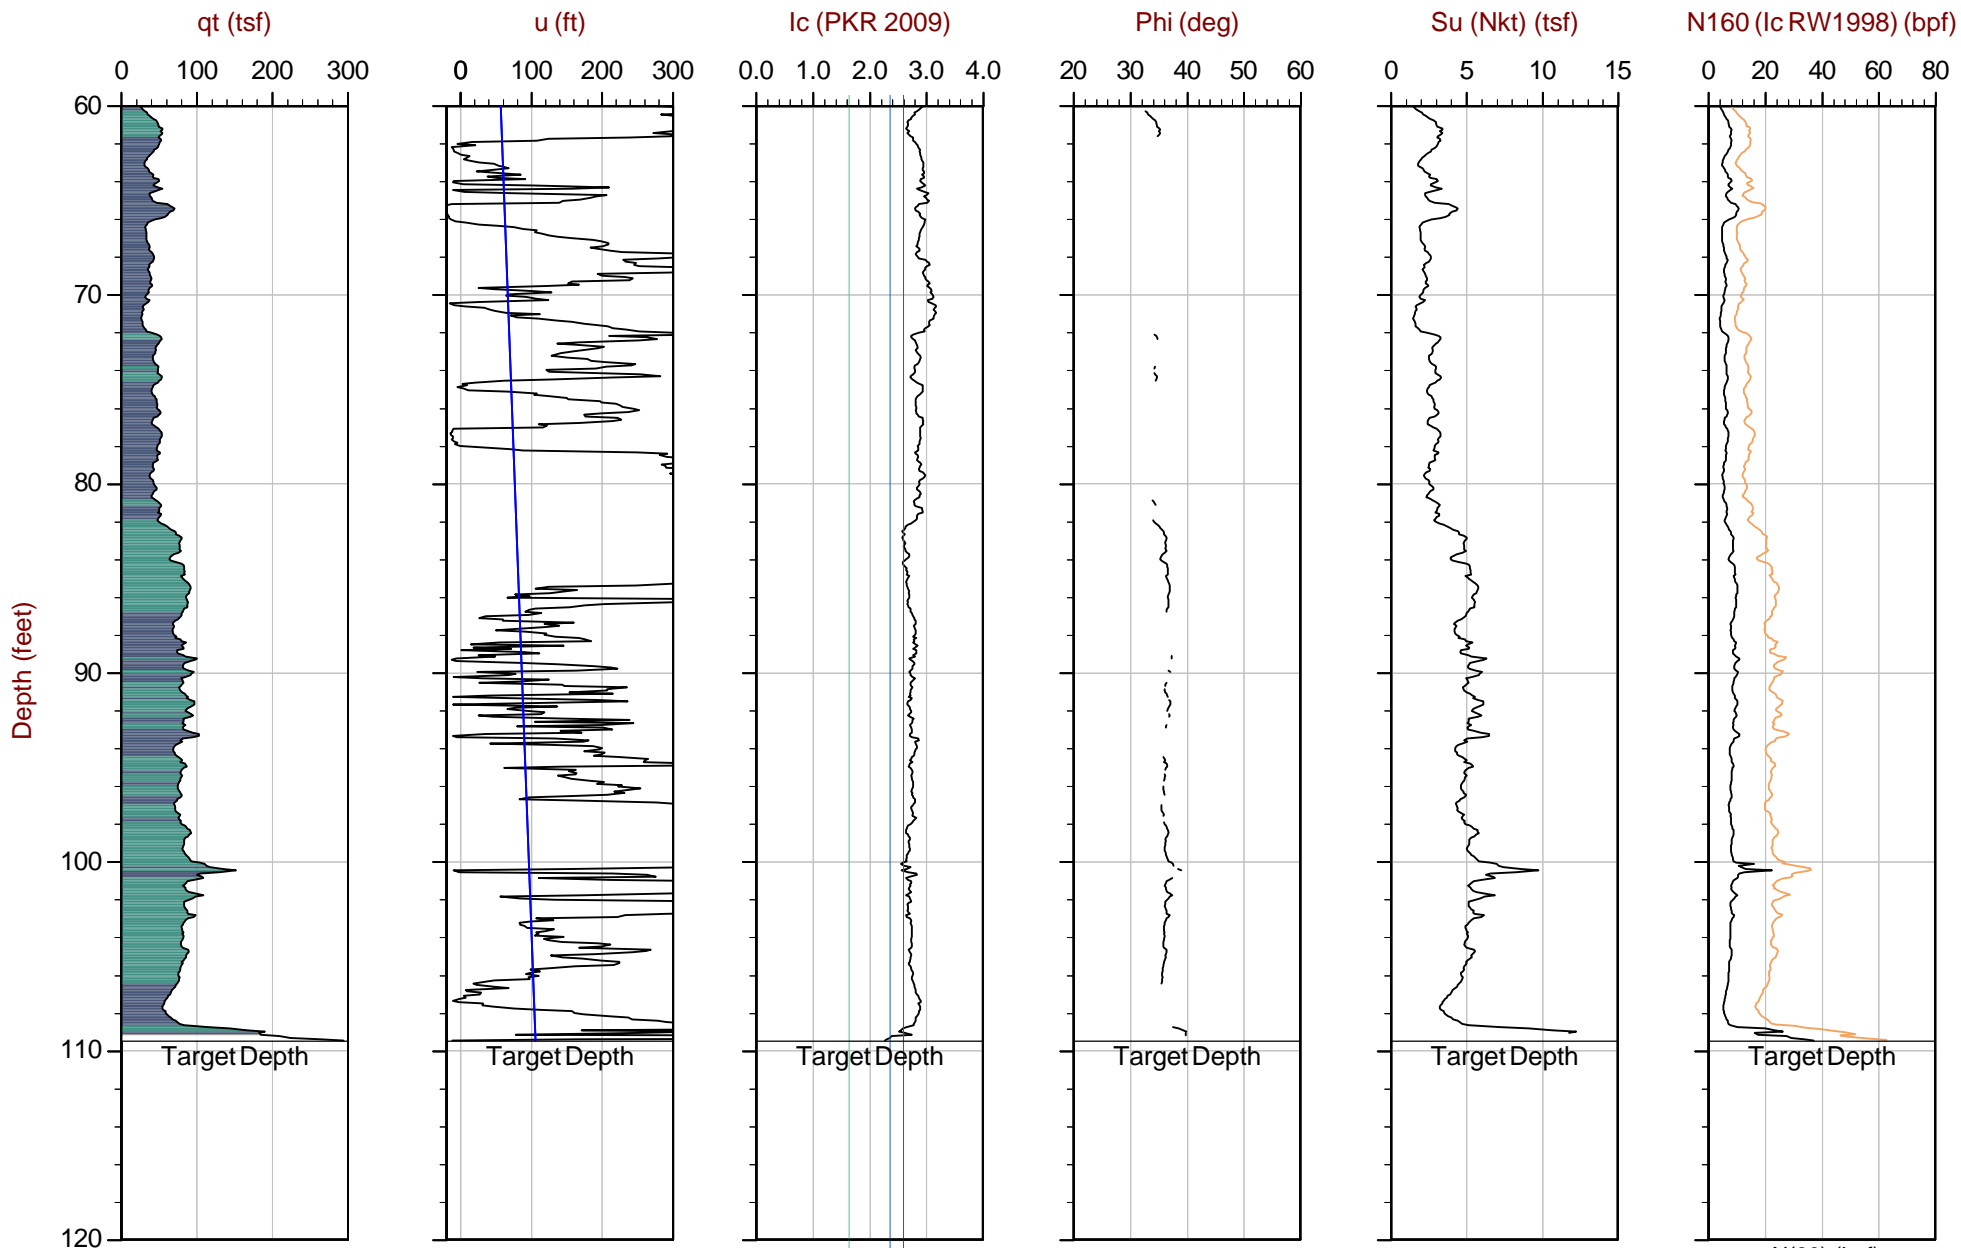 qt (tsf) u (ft) Ic (PKR 2009) Phi (deg) Su (Nkt) (tsf) N160 (Ic RW1998) (bpf)
0 100 200 300 0 100 200 300 0.0 1.0 2.0 3.0 4.0 20 30 40 50 60 0 5 10 15 0 20 40 60 80
60
70
80
90
100
110
120
Depth (feet)
Target Depth Target Depth Target Depth Target Depth Target Depth Target Depth